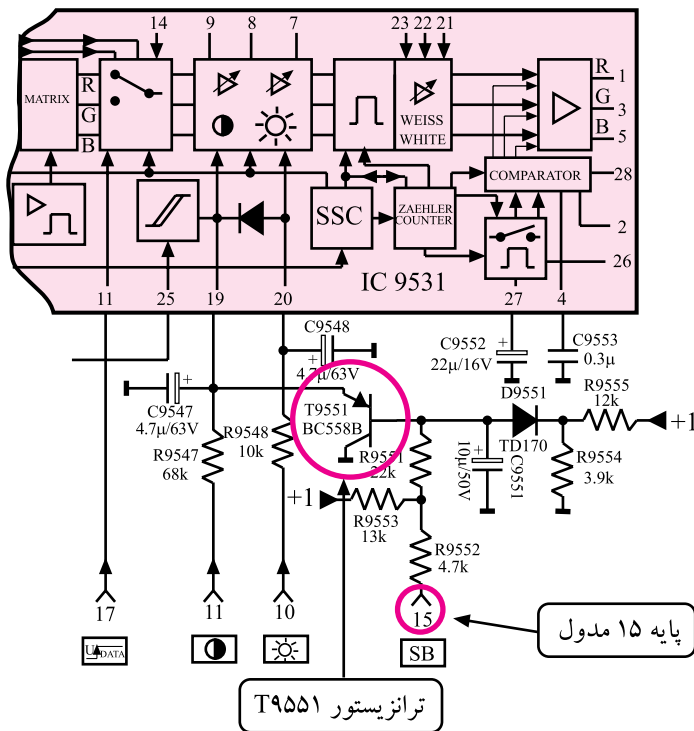 14 9 8 7 23 22 21
MATRIX
R
G
B
WEISS
WHITE
R 1
G 3
B 5
COMPARATOR
28
SSC
ZAEHLER
COUNTER
2
26
IC 9531
11 25 19 20 27 4
C9548
4.7µ/63V
C9552
22µ/16V
C9553
0.3µ
C9547
4.7µ/63V
T9551
BC558B
D9551
TD170
R9555
12k
+1
R9547
68k
R9548
10k
R9551
22k
10µ/50V
C9551
R9554
3.9k
+1
R9553
13k
R9552
4.7k
17 11 10 15
U DATA
SB
پایه ۱۵ مدول
ترانزیستور T۹۵۵۱